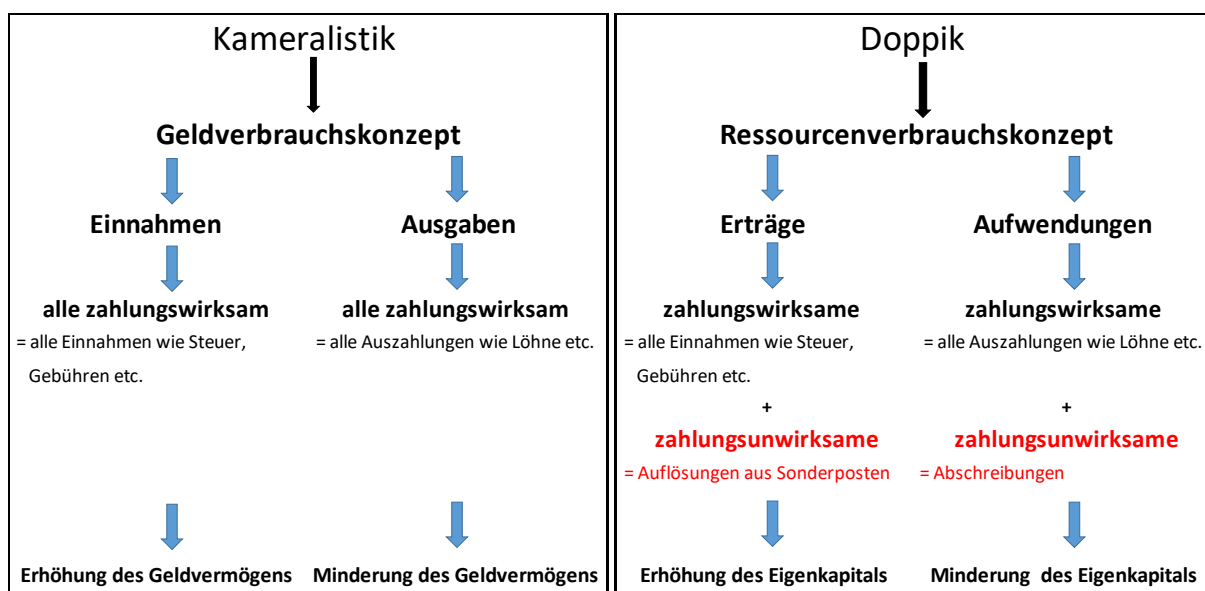 Kameralistik
Geldverbrauchskonzept
Einnahmen
Ausgaben
alle zahlungswirksam
= alle Einnahmen wie Steuer,
Gebühren etc.
alle zahlungswirksam
= alle Auszahlungen wie Löhne etc.
Erhöhung des Geldvermögens
Minderung des Geldvermögens
Doppik
Ressourcenverbrauchskonzept
Erträge
Aufwendungen
zahlungswirksame
= alle Einnahmen wie Steuer,
Gebühren etc.
+
zahlungsunwirksame
= Auflösungen aus Sonderposten
zahlungswirksame
= alle Auszahlungen wie Löhne etc.
+
zahlungsunwirksame
= Abschreibungen
Erhöhung des Eigenkapitals
Minderung des Eigenkapitals